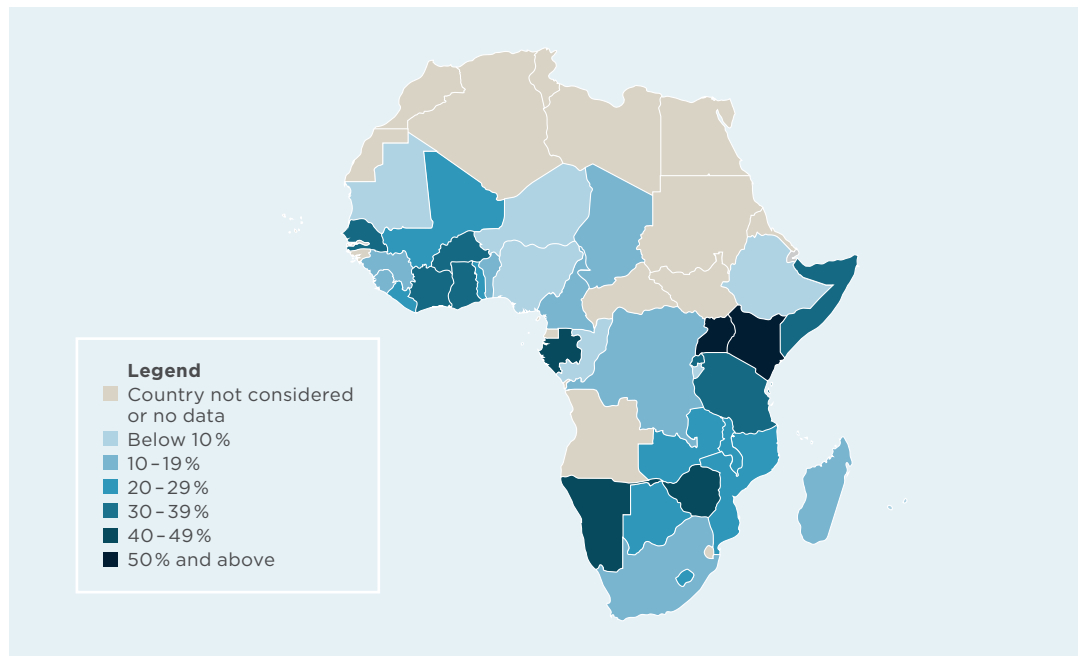 Legend
Country not considered
or no data
Below 10 %
10 – 19 %
20 – 29 %
30 – 39 %
40 – 49 %
50 % and above